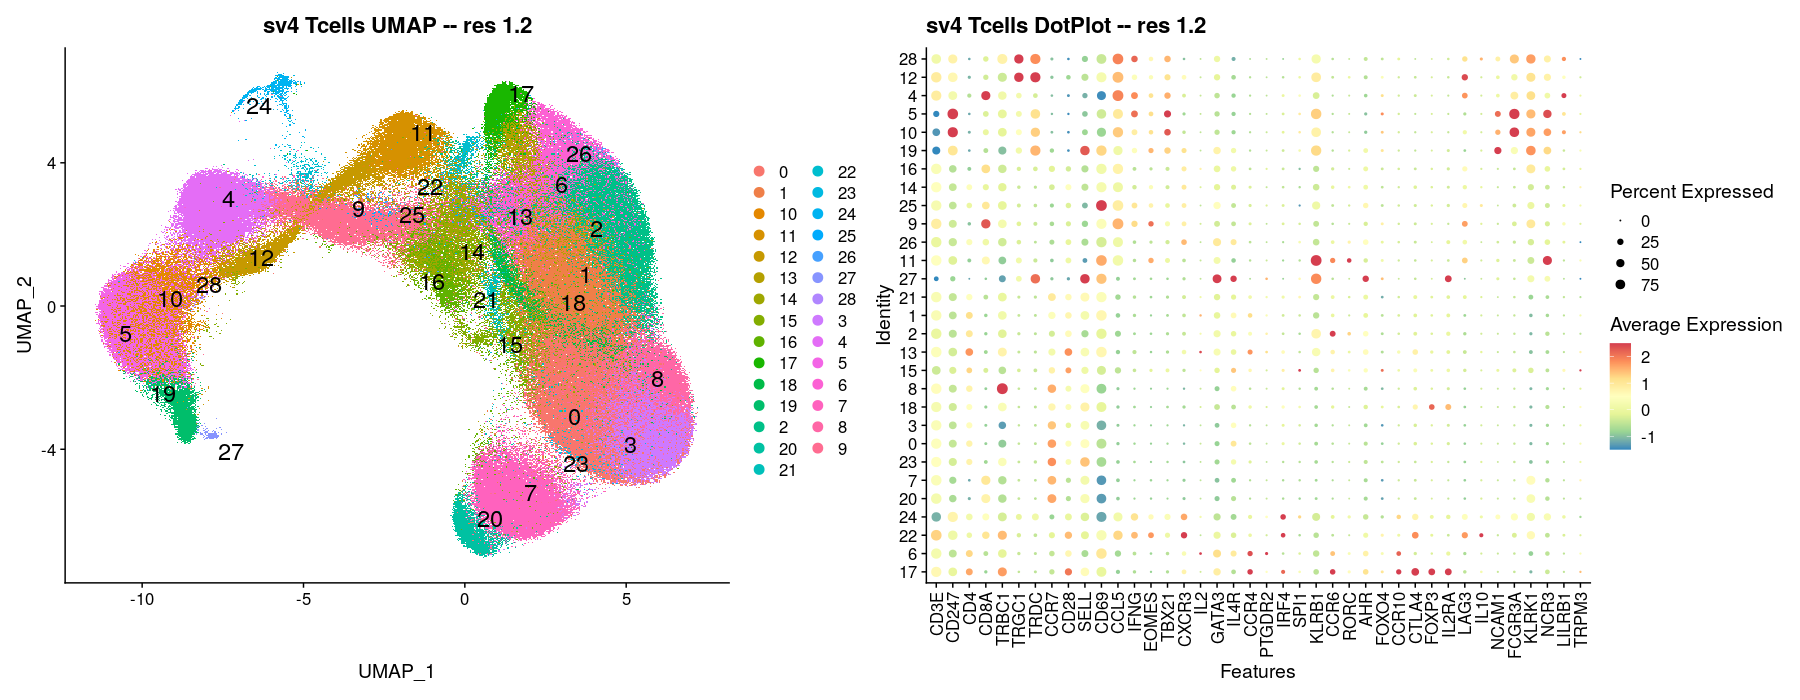 sv4 Tcells UMAP -- res 1.2
UMAP_2
4
0
-4
-10
-5
0
5
UMAP_1
24
17
11
26
22
6
4
9
25
13
2
12
14
28
16
1
10
21
18
5
15
8
19
0
27
3
23
7
20
0
1
10
11
12
13
14
15
16
17
18
19
2
20
21
22
23
24
25
26
27
28
3
4
5
6
7
8
9
sv4 Tcells DotPlot -- res 1.2
Identity
28
12
4
5
10
19
16
14
25
9
26
11
27
21
1
2
13
15
8
18
3
0
23
7
20
24
22
6
17
CD3E
CD247
CD4
CD8A
TRBC1
TRGC1
TRDC
CCR7
CD28
SELL
CD69
CCL5
IFNG
EOMES
TBX21
CXCR3
IL2
GATA3
IL4R
CCR4
PTGDR2
IRF4
SPI1
KLRB1
CCR6
RORC
AHR
FOXO4
CCR10
CTLA4
FOXP3
IL2RA
LAG3
IL10
NCAM1
FCGR3A
KLRK1
NCR3
LILRB1
TRPM3
Features
Percent Expressed
0
25
50
75
Average Expression
2
1
0
-1